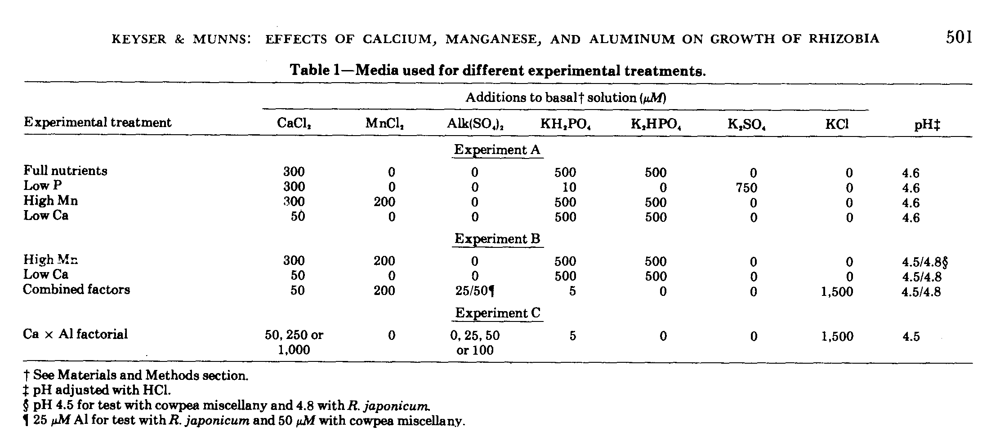 KEYSER & MUNNS: EFFECTS OF CALCIUM, MANGANESE, AND ALUMINUM ON GROWTH OF RHIZOBIA 501
Table 1—Media used for different experimental treatments.
Additions to basal† solution (μM)
Experimental treatment CaCl₂ MnCl₂ Alk(SO₄)₂ KH₂PO₄ K₂HPO₄ K₂SO₄ KCl pH‡
Experiment A
Full nutrients 300 0 0 500 500 0 0 4.6
Low P 300 0 0 10 0 750 0 4.6
High Mn 300 200 0 500 500 0 0 4.6
Low Ca 50 0 0 500 500 0 0 4.6
Experiment B
High Mn 300 200 0 500 500 0 0 4.5/4.8§
Low Ca 50 0 0 500 500 0 0 4.5/4.8
Combined factors 50 200 25/50¶ 5 0 0 1,500 4.5/4.8
Experiment C
Ca × Al factorial 50, 250 or 0 0, 25, 50 5 0 0 1,500 4.5
1,000 or 100
† See Materials and Methods section.
‡ pH adjusted with HCl.
§ pH 4.5 for test with cowpea miscellany and 4.8 with R. japonicum.
¶ 25 μM Al for test with R. japonicum and 50 μM with cowpea miscellany.